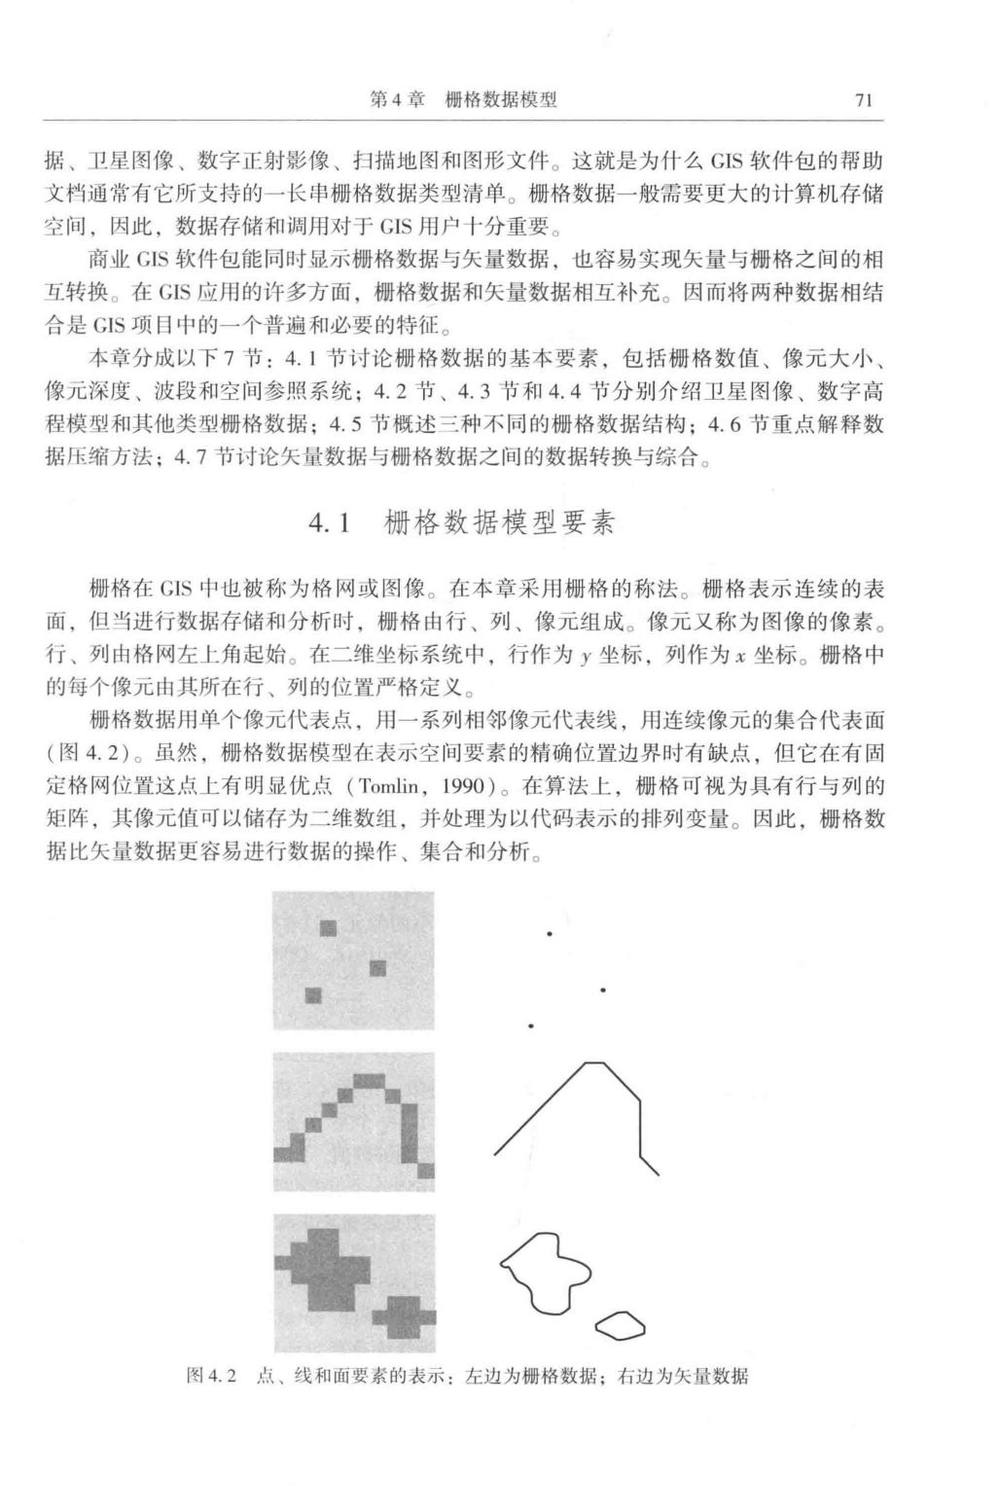 第4章 栅格数据模型 71
据、卫星图像、数字正射影像、扫描地图和图形文件。这就是为什么 GIS 软件包的帮助
文档通常有它所支持的一长串栅格数据类型清单。栅格数据一般需要更大的计算机存储
空间，因此，数据存储和调用对于 GIS 用户十分重要。
商业 GIS 软件包能同时显示栅格数据与矢量数据，也容易实现矢量与栅格之间的相
互转换。在 GIS 应用的许多方面，栅格数据和矢量数据相互补充。因而将两种数据相结
合是 GIS 项目中的一个普遍和必要的特征。
本章分成以下7节：4.1节讨论栅格数据的基本要素，包括栅格数值、像元大小、
像元深度、波段和空间参照系统；4.2节、4.3节和4.4节分别介绍卫星图像、数字高
程模型和其他类型栅格数据；4.5节概述三种不同的栅格数据结构；4.6节重点解释数
据压缩方法；4.7节讨论矢量数据与栅格数据之间的数据转换与综合。
4.1 栅格数据模型要素
栅格在 GIS 中也被称为格网或图像。在本章采用栅格的称法。栅格表示连续的表
面，但当进行数据存储和分析时，栅格由行、列、像元组成。像元又称为图像的像素。
行、列由格网左上角起始。在二维坐标系统中，行作为 y 坐标，列作为 x 坐标。栅格中
的每个像元由其所在行、列的位置严格定义。
栅格数据用单个像元代表点，用一系列相邻像元代表线，用连续像元的集合代表面
（图4.2）。虽然，栅格数据模型在表示空间要素的精确位置边界时有缺点，但它在有固
定格网位置这点上有明显优点（Tomlin，1990）。在算法上，栅格可视为具有行与列的
矩阵，其像元值可以储存为二维数组，并处理为以代码表示的排列变量。因此，栅格数
据比矢量数据更容易进行数据的操作、集合和分析。
图4.2 点、线和面要素的表示：左边为栅格数据；右边为矢量数据